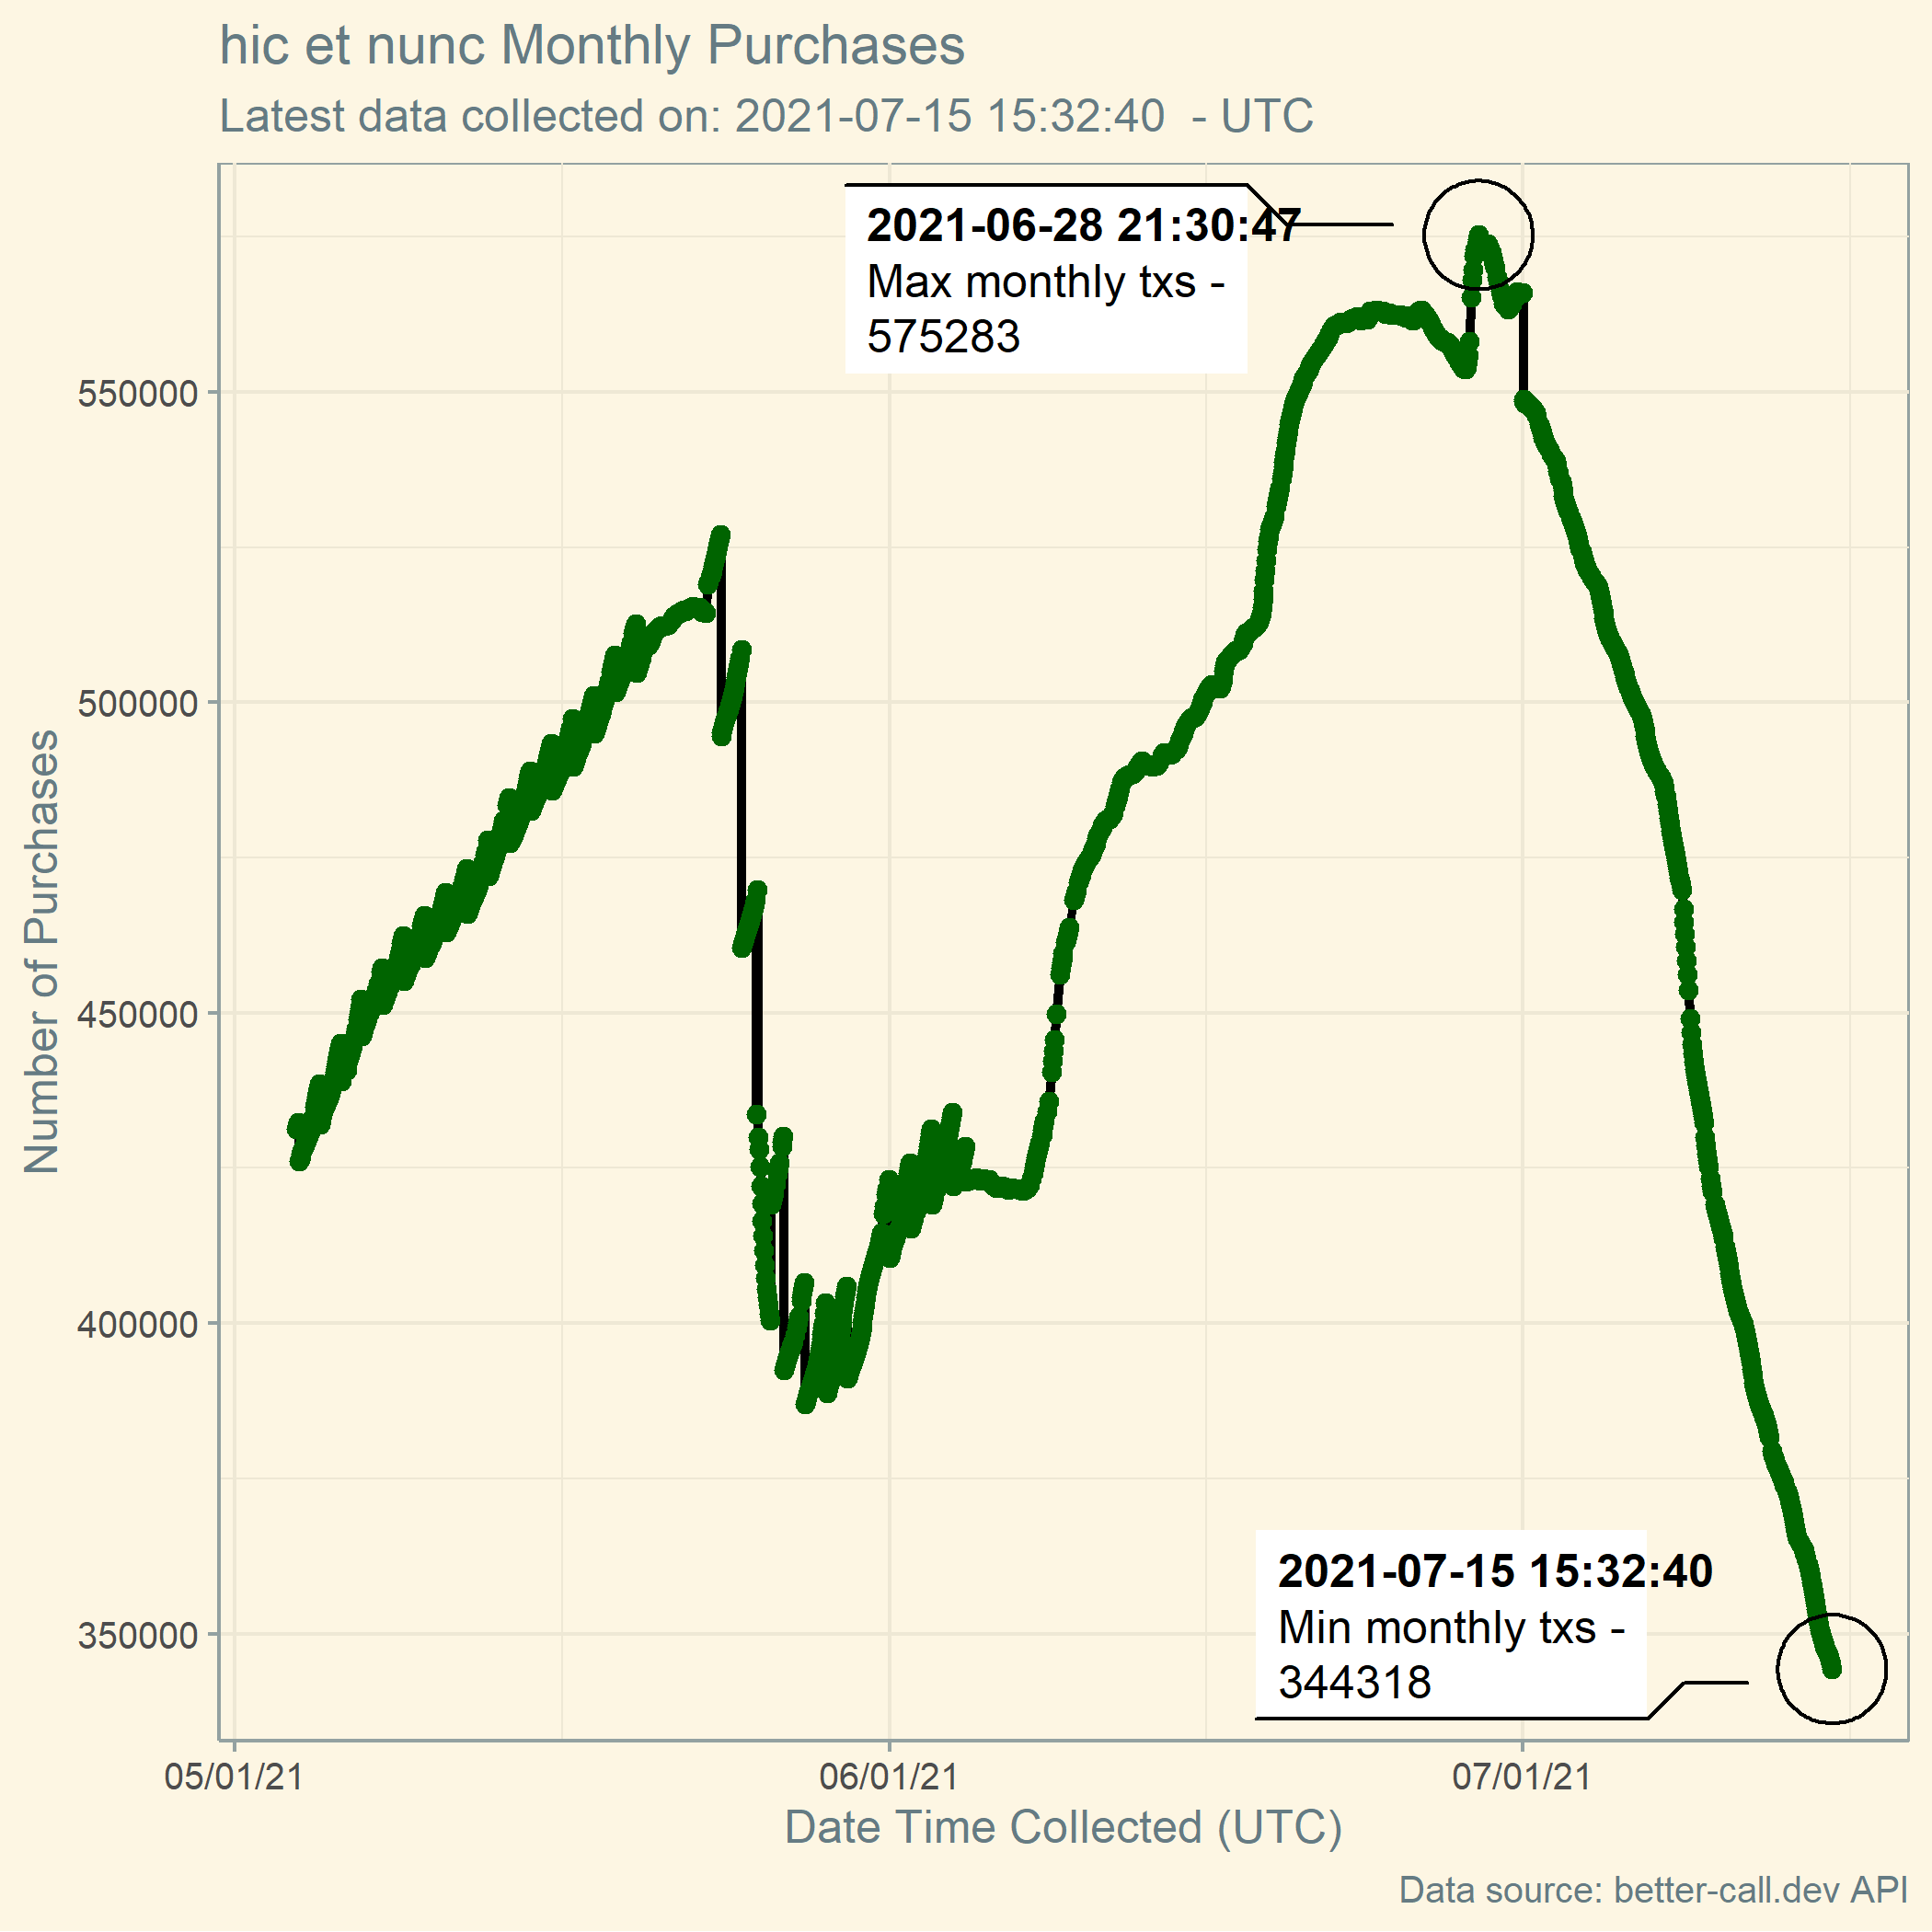 hic et nunc Monthly Purchases
Latest data collected on: 2021-07-15 15:32:40  - UTC
2021-06-28 21:30:47
Max monthly txs -
575283
550000
500000
450000
400000
350000
Number of Purchases
2021-07-15 15:32:40
Min monthly txs -
344318
05/01/21
06/01/21
07/01/21
Date Time Collected (UTC)
Data source: better-call.dev API